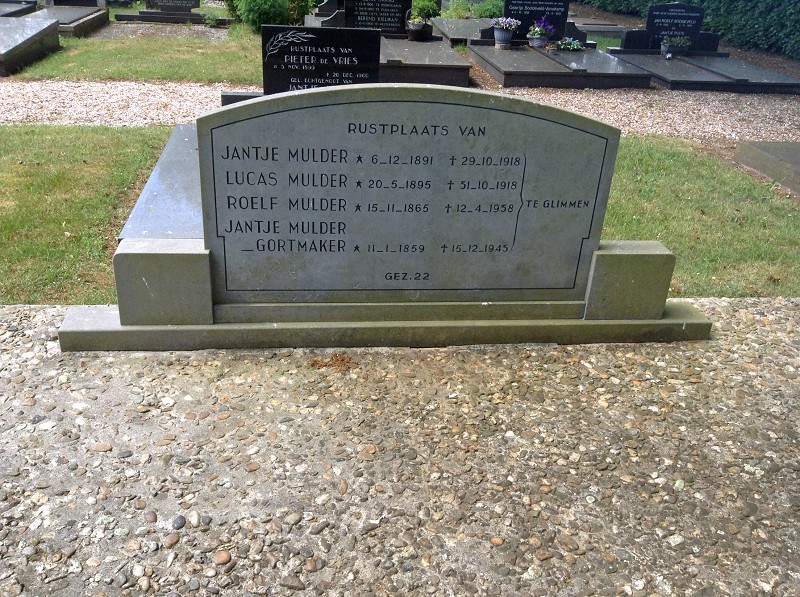 RUSTPLAATS VAN
PIETER DE VRIES
RUSTPLAATS VAN
JANTJE MULDER ★ 6-12-1891 ✝ 29-10-1918
LUCAS MULDER ★ 20-5-1895 ✝ 31-10-1918
ROELF MULDER ★ 15-11-1865 ✝ 12-4-1958
TE GLIMMEN
JANTJE MULDER
-GORTMAKER ★ 11-1-1859 ✝ 15-12-1945
GEZ. 22